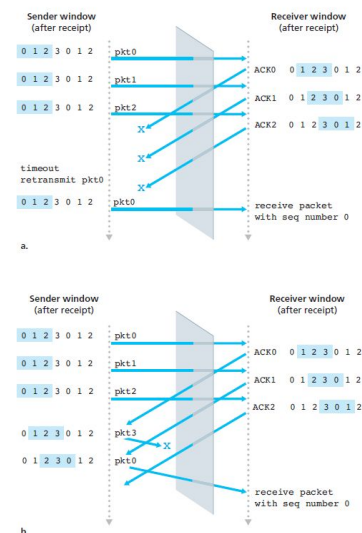 Sender window
(after receipt)
Receiver window
(after receipt)
0 1 2 3 0 1 2
pkt0
ACK0 0 1 2 3 0 1 2
0 1 2 3 0 1 2
pkt1
ACK1 0 1 2 3 0 1 2
0 1 2 3 0 1 2
pkt2
ACK2 0 1 2 3 0 1 2
x
x
x
timeout
retransmit pkt0
0 1 2 3 0 1 2
pkt0
receive packet
with seq number 0
a.
Sender window
(after receipt)
Receiver window
(after receipt)
0 1 2 3 0 1 2
pkt0
ACK0 0 1 2 3 0 1 2
0 1 2 3 0 1 2
pkt1
ACK1 0 1 2 3 0 1 2
0 1 2 3 0 1 2
pkt2
ACK2 0 1 2 3 0 1 2
0 1 2 3 0 1 2
pkt3
x
0 1 2 3 0 1 2
pkt0
receive packet
with seq number 0
b.